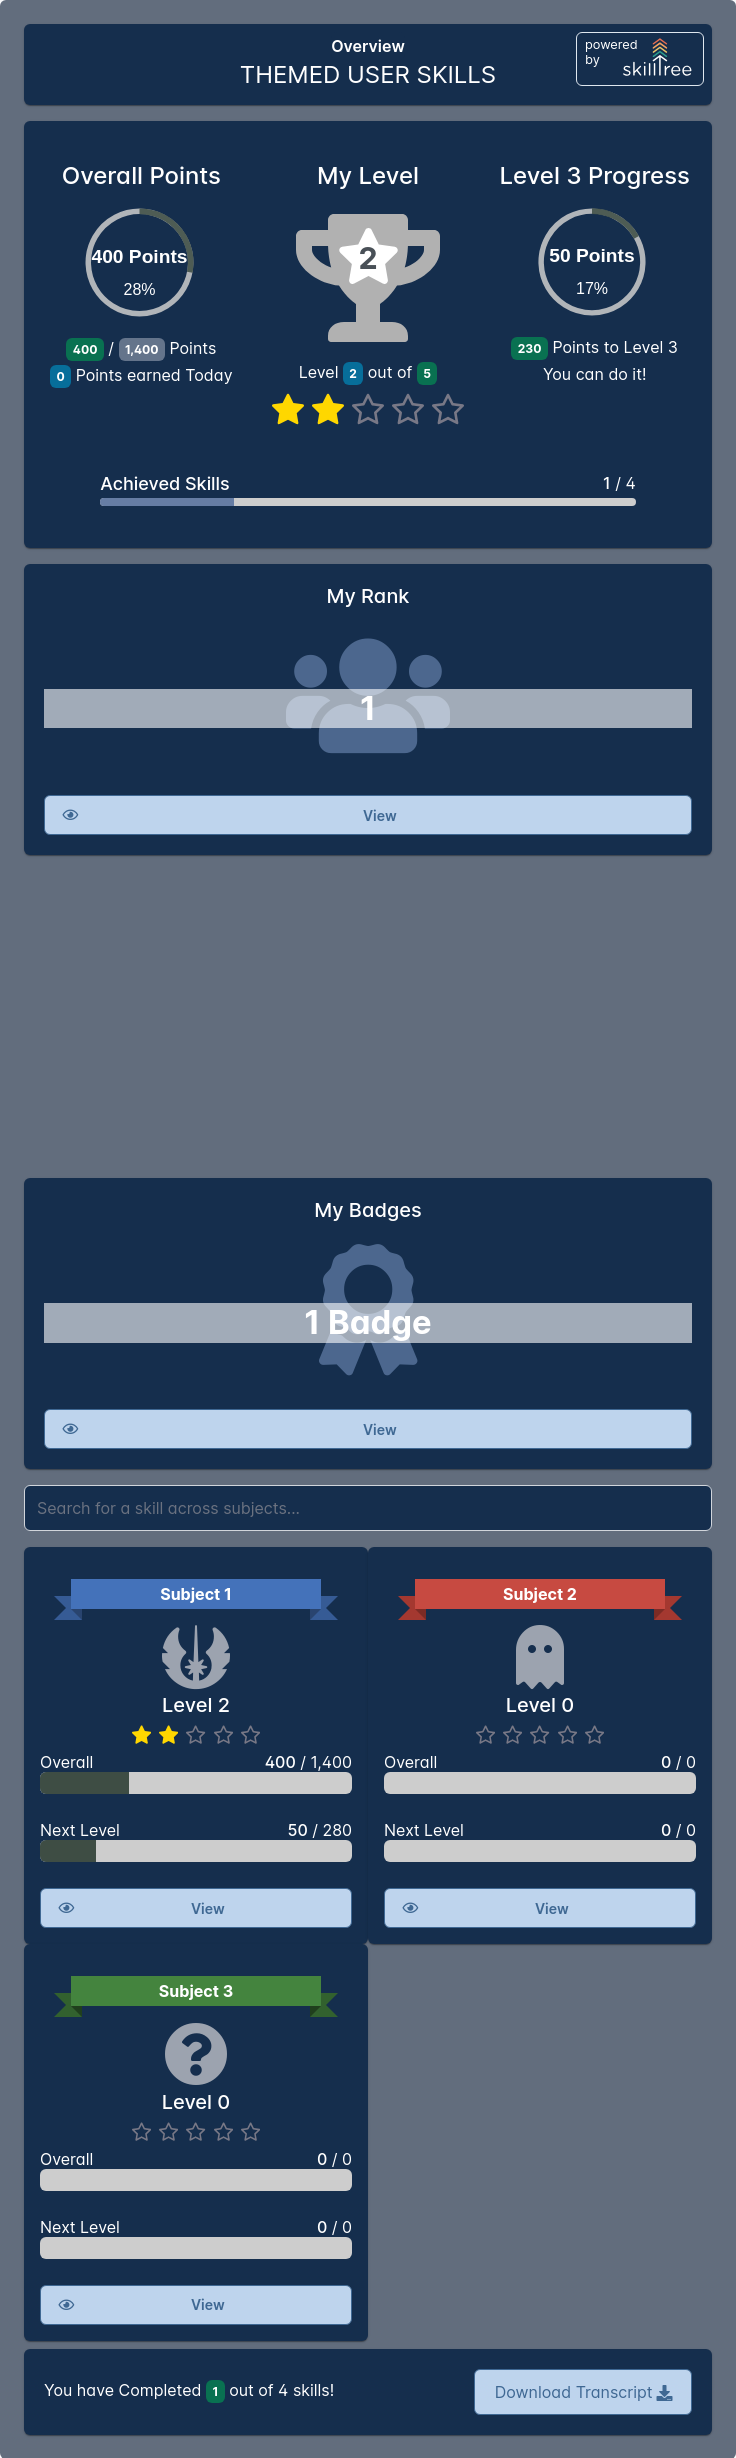 Overview
THEMED USER SKILLS
powered
by
skilltree
Overall Points
My Level
Level 3 Progress
400 Points
28%
2
50 Points
17%
400 / 1,400 Points
0 Points earned Today
Level 2 out of 5
230 Points to Level 3
You can do it!
Achieved Skills
1 / 4
My Rank
1
View
My Badges
1 Badge
View
Search for a skill across subjects...
Subject 1
Level 2
Overall
400 / 1,400
Next Level
50 / 280
View
Subject 2
Level 0
Overall
0 / 0
Next Level
0 / 0
View
Subject 3
Level 0
Overall
0 / 0
Next Level
0 / 0
View
You have Completed 1 out of 4 skills!
Download Transcript